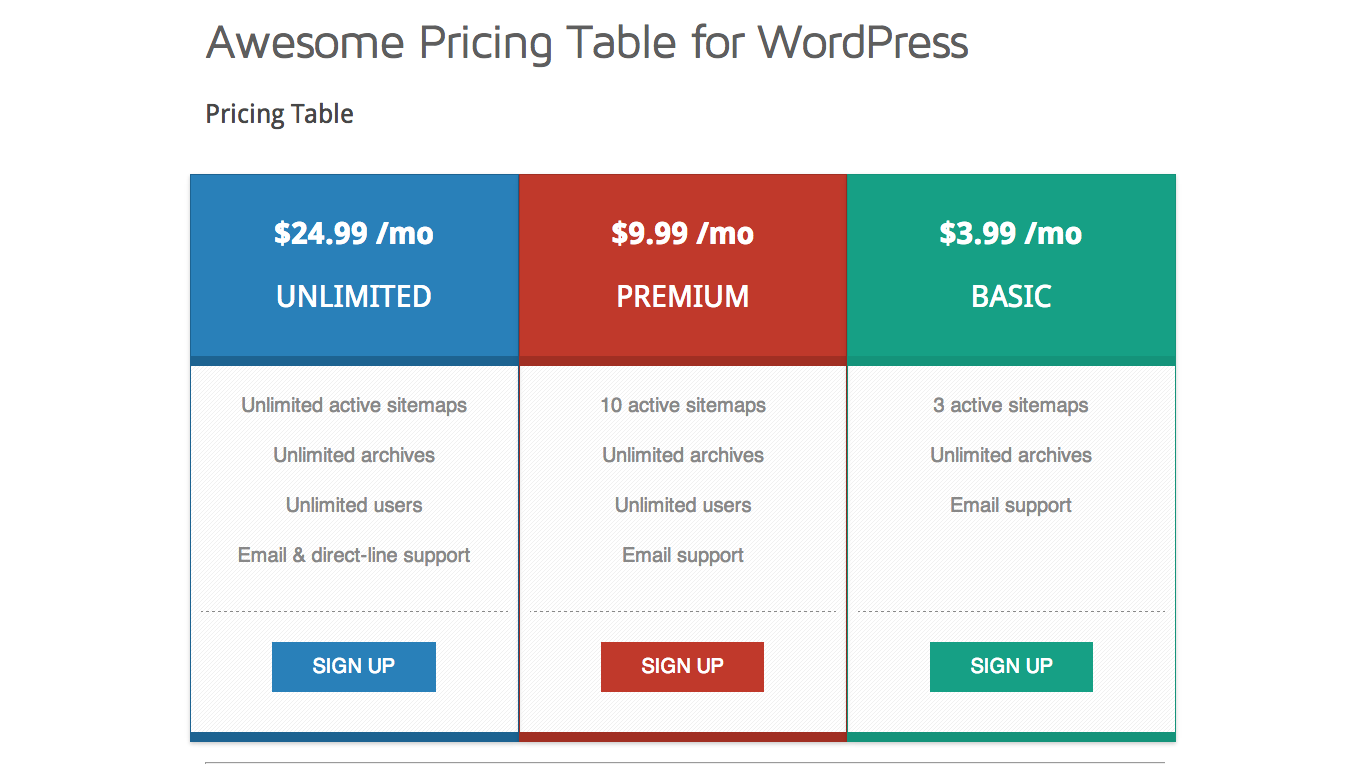 Awesome Pricing Table for WordPress
Pricing Table
$24.99 /mo
UNLIMITED
Unlimited active sitemaps
Unlimited archives
Unlimited users
Email & direct-line support
SIGN UP
$9.99 /mo
PREMIUM
10 active sitemaps
Unlimited archives
Unlimited users
Email support
SIGN UP
$3.99 /mo
BASIC
3 active sitemaps
Unlimited archives
Email support
SIGN UP